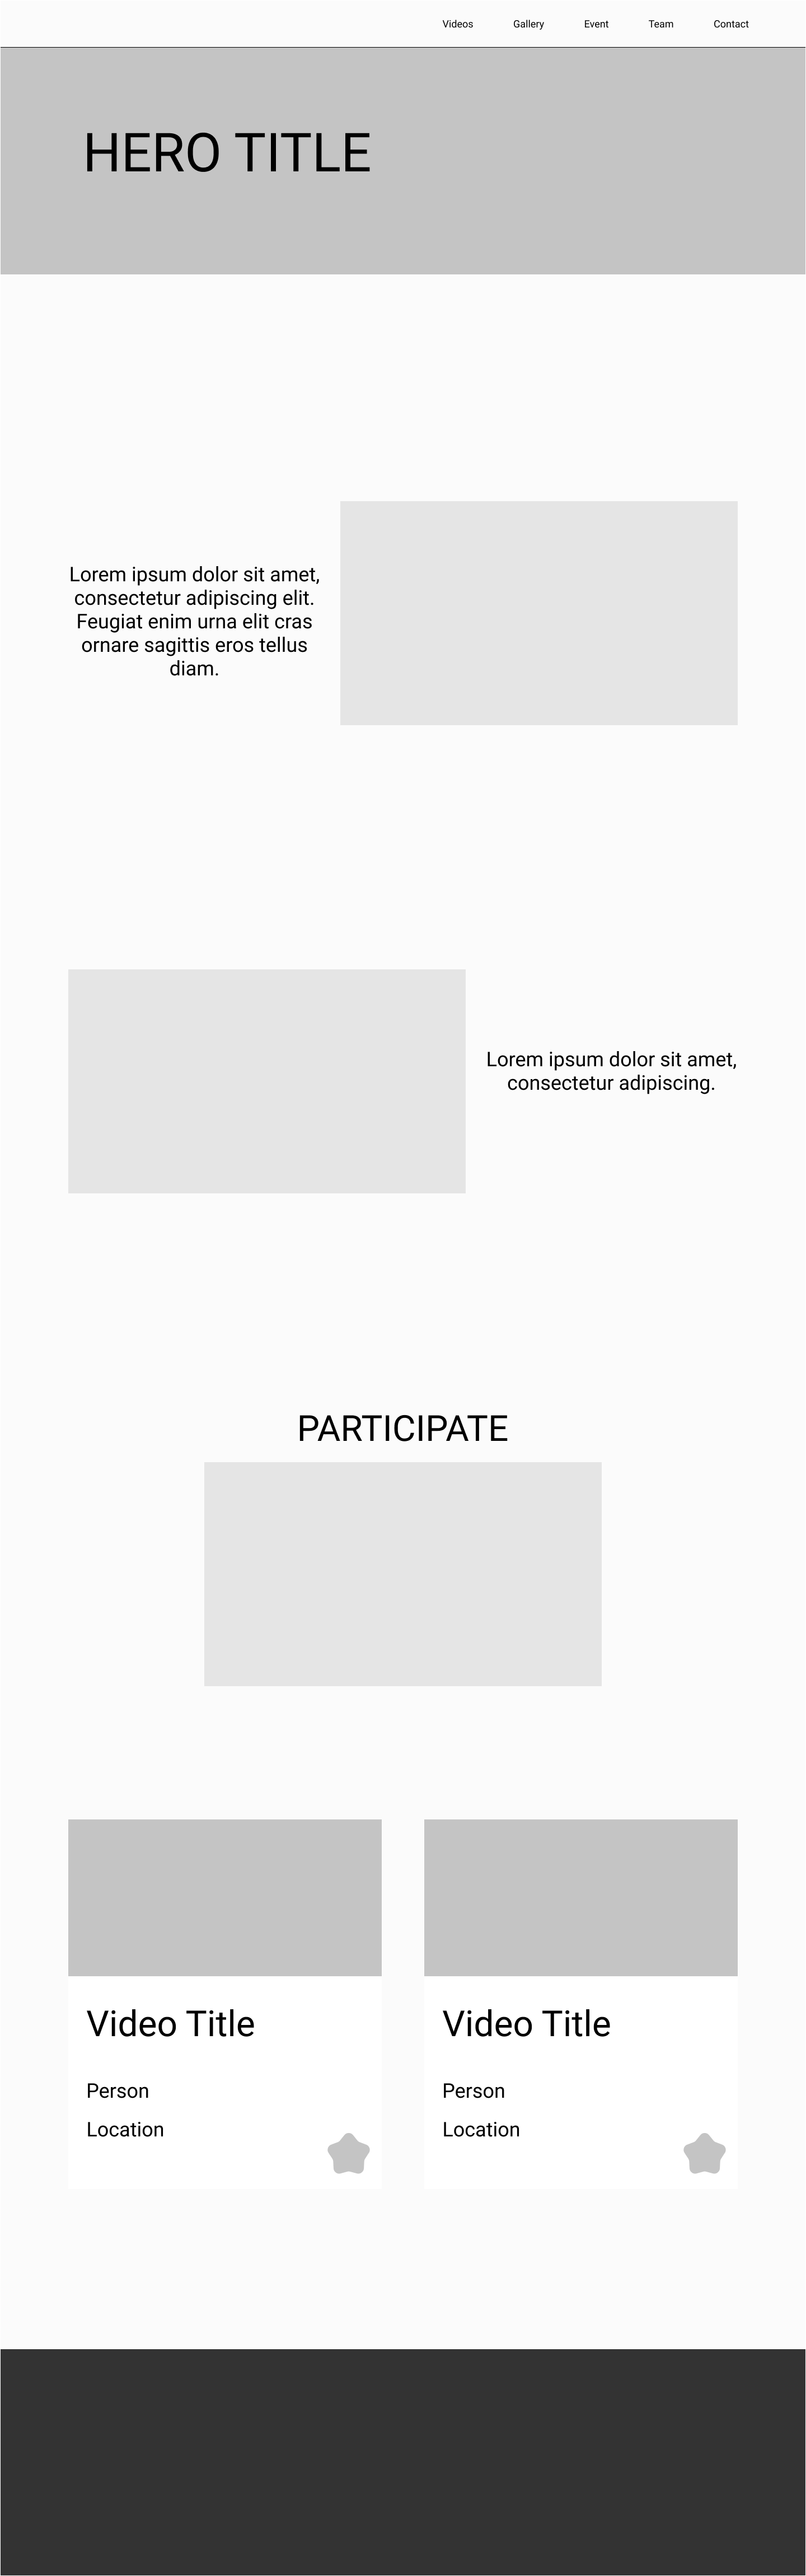 Videos Gallery Event Team Contact
HERO TITLE
Lorem ipsum dolor sit amet,
consectetur adipiscing elit.
Feugiat enim urna elit cras
ornare sagittis eros tellus
diam.
Lorem ipsum dolor sit amet,
consectetur adipiscing.
PARTICIPATE
Video Title
Person
Location
Video Title
Person
Location